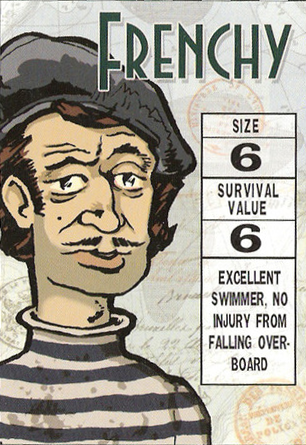 FRENCHY
SIZE
6
SURVIVAL
VALUE
6
EXCELLENT
SWIMMER, NO
INJURY FROM
FALLING OVER-
BOARD